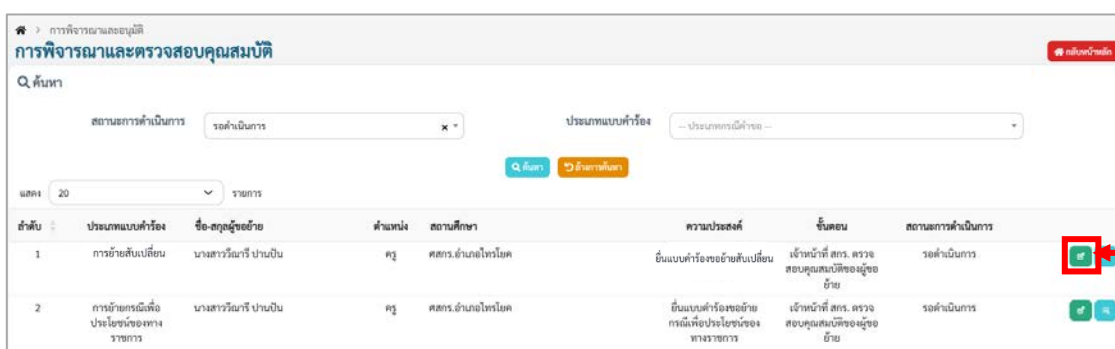 การพิจารณาและอนุมัติ
การพิจารณาและตรวจสอบคุณสมบัติ
กลับหน้าหลัก
ค้นหา
สถานะการดำเนินการ รอดำเนินการ ประเภทแบบคำร้อง -- ประเภทกรณีคำขอ --
ค้นหา ล้างการค้นหา
แสดง 20 รายการ
ลำดับ ประเภทแบบคำร้อง ชื่อ-สกุลผู้ขอย้าย ตำแหน่ง สถานศึกษา ความประสงค์ ขั้นตอน สถานะการดำเนินการ
1 การย้ายสับเปลี่ยน นางสาววีณารี ปานปั้น ครู ศสกร.อำเภอไทรโยค ยื่นแบบคำร้องขอย้ายสับเปลี่ยน เจ้าหน้าที่ สกร. ตรวจ รอดำเนินการ
สอบคุณสมบัติของผู้ขอ
ย้าย
2 การย้ายกรณีเพื่อ นางสาววีณารี ปานปั้น ครู ศสกร.อำเภอไทรโยค ยื่นแบบคำร้องขอย้าย เจ้าหน้าที่ สกร. ตรวจ รอดำเนินการ
ประโยชน์ของทาง กรณีเพื่อประโยชน์ของ สอบคุณสมบัติของผู้ขอ
ราชการ ทางราชการ ย้าย